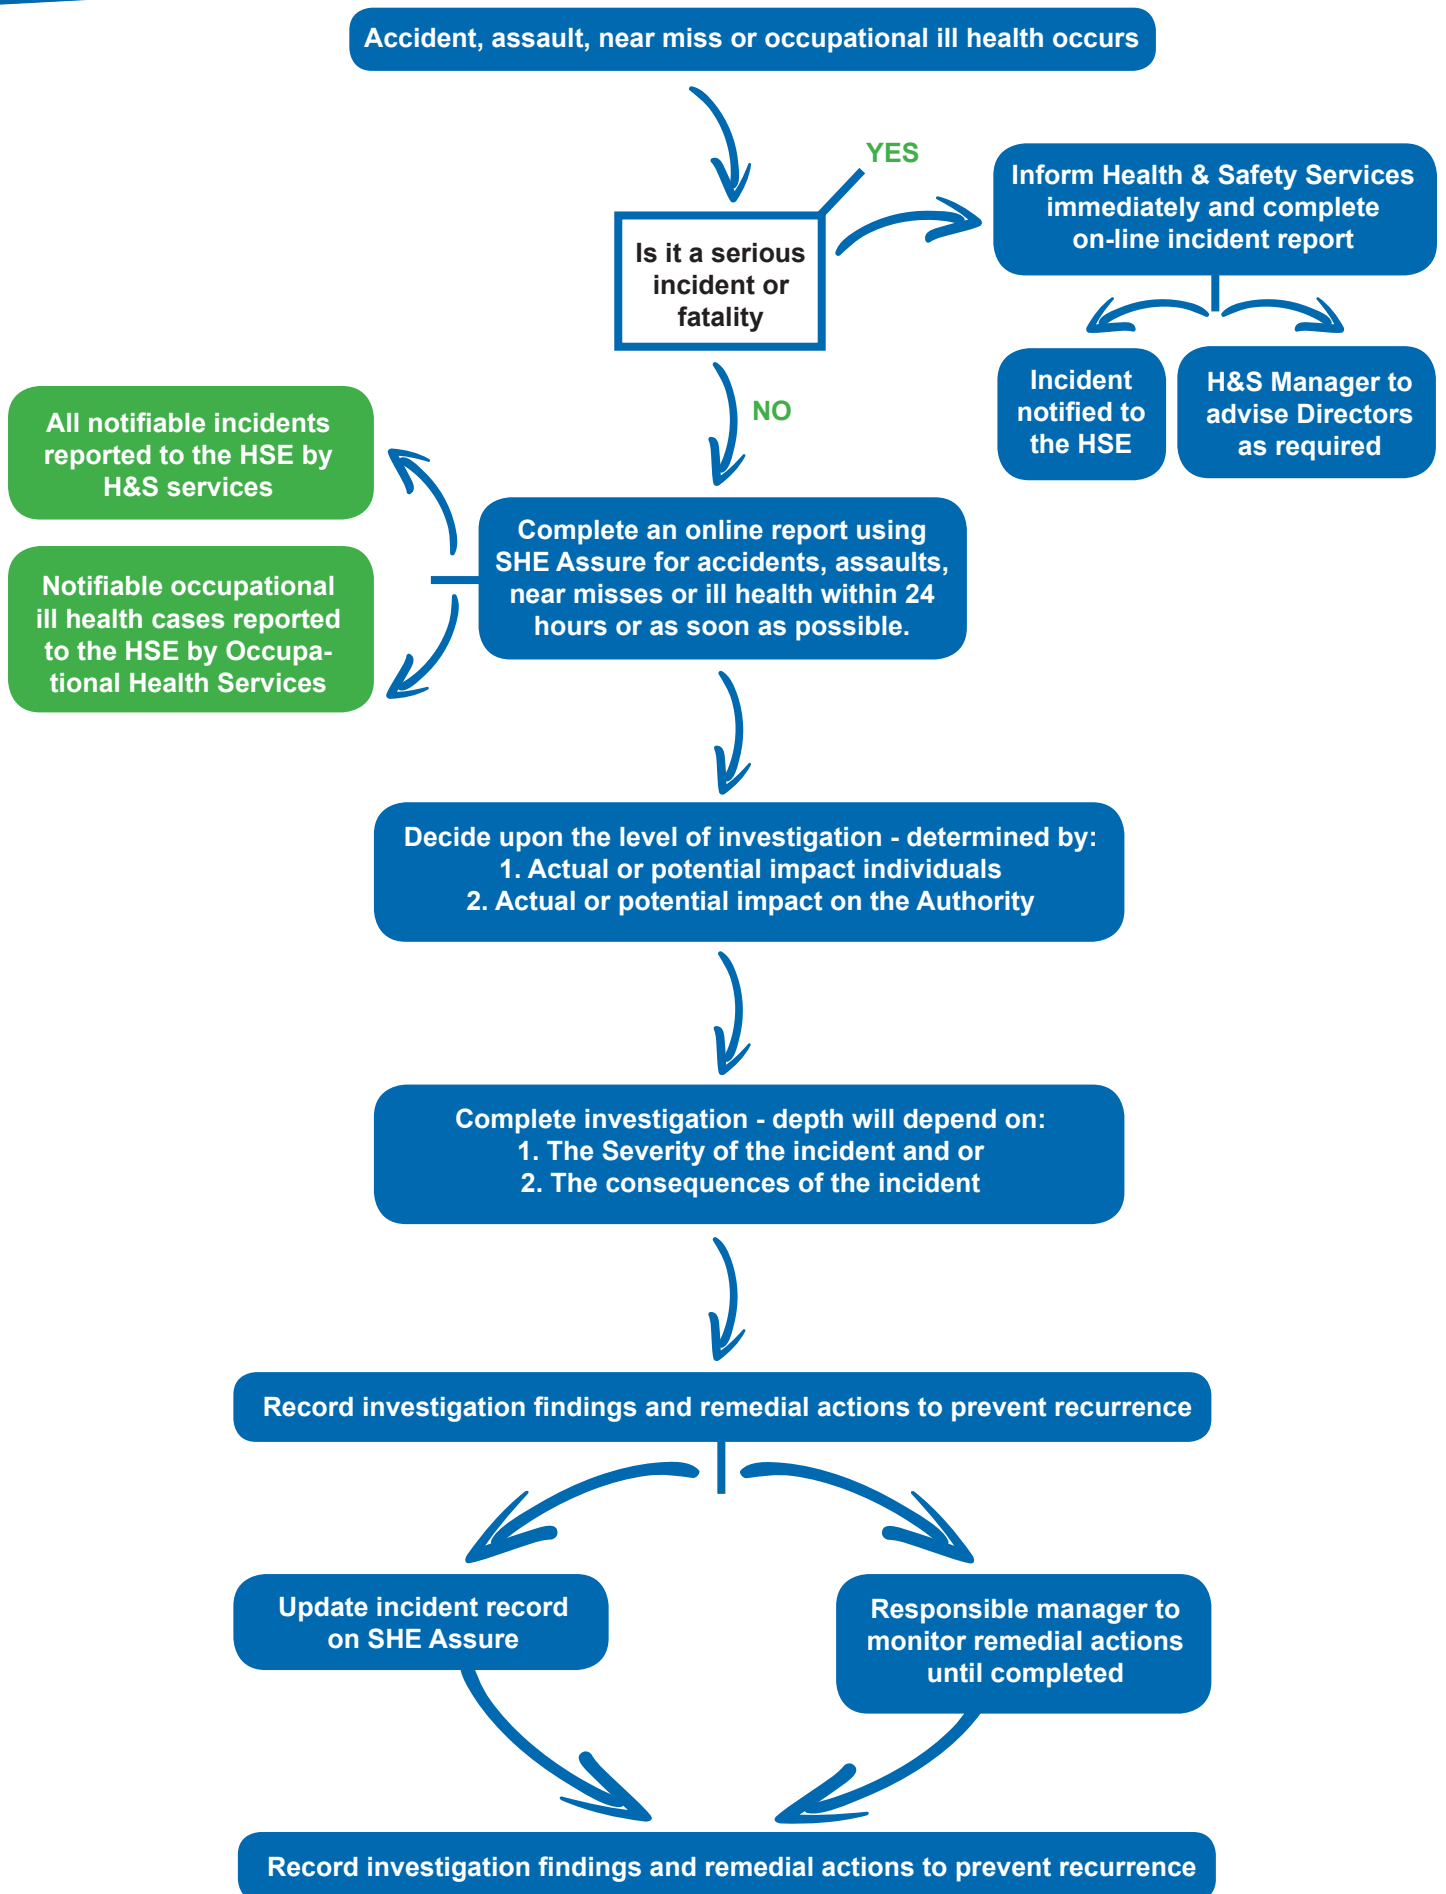 Accident, assault, near miss or occupational ill health occurs
YES
Inform Health & Safety Services
immediately and complete
on-line incident report
Is it a serious
incident or
fatality
Incident
notified to
the HSE
H&S Manager to
advise Directors
as required
NO
All notifiable incidents
reported to the HSE by
H&S services
Complete an online report using
SHE Assure for accidents, assaults,
near misses or ill health within 24
hours or as soon as possible.
Notifiable occupational
ill health cases reported
to the HSE by Occupa-
tional Health Services
Decide upon the level of investigation - determined by:
1. Actual or potential impact individuals
2. Actual or potential impact on the Authority
Complete investigation - depth will depend on:
1. The Severity of the incident and or
2. The consequences of the incident
Record investigation findings and remedial actions to prevent recurrence
Update incident record
on SHE Assure
Responsible manager to
monitor remedial actions
until completed
Record investigation findings and remedial actions to prevent recurrence